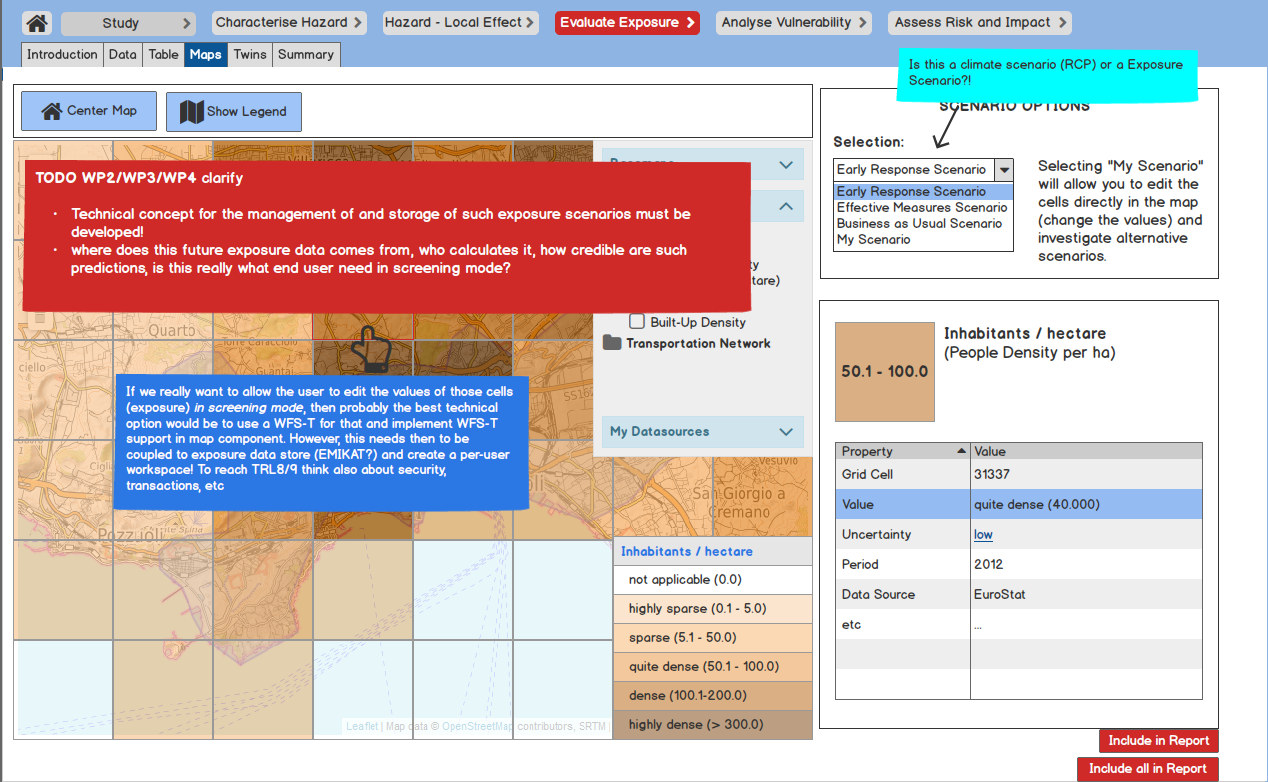 Study
Characterise Hazard
Hazard - Local Effect
Evaluate Exposure
Analyse Vulnerability
Assess Risk and Impact
Introduction
Data
Table
Maps
Twins
Summary
Is this a climate scenario (RCP) or a Exposure
Scenario?!
Center Map
Show Legend
SCENARIO OPTIONS
Selection:
Early Response Scenario
Early Response Scenario
Effective Measures Scenario
Business as Usual Scenario
My Scenario
Selecting "My Scenario"
will allow you to edit the
cells directly in the map
(change the values) and
investigate alternative
scenarios.
TODO WP2/WP3/WP4 clarify
• Technical concept for the management of and storage of such exposure scenarios must be
developed!
• where does this future exposure data comes from, who calculates it, how credible are such
predictions, is this really what end user need in screening mode?
Built-Up Density
Transportation Network
My Datasources
Quarto
Torre Caracciolo
ciello
If we really want to allow the user to edit the values of those cells
(exposure) in screening mode, then probably the best technical
option would be to use a WFS-T for that and implement WFS-T
support in map component. However, this needs then to be
coupled to exposure data store (EMIKAT?) and create a per-user
workspace! To reach TRL8/9 think also about security,
transactions, etc
Vesuvio
San Giorgio a
Cremano
Pozzuoli
Inhabitants / hectare
not applicable (0.0)
highly sparse (0.1 - 5.0)
sparse (5.1 - 50.0)
quite dense (50.1 - 100.0)
dense (100.1-200.0)
highly dense (> 300.0)
Leaflet | Map data © OpenStreetMap contributors, SRTM |
50.1 - 100.0
Inhabitants / hectare
(People Density per ha)
Property Value
Grid Cell 31337
Value quite dense (40.000)
Uncertainty low
Period 2012
Data Source EuroStat
etc ...
Include in Report
Include all in Report